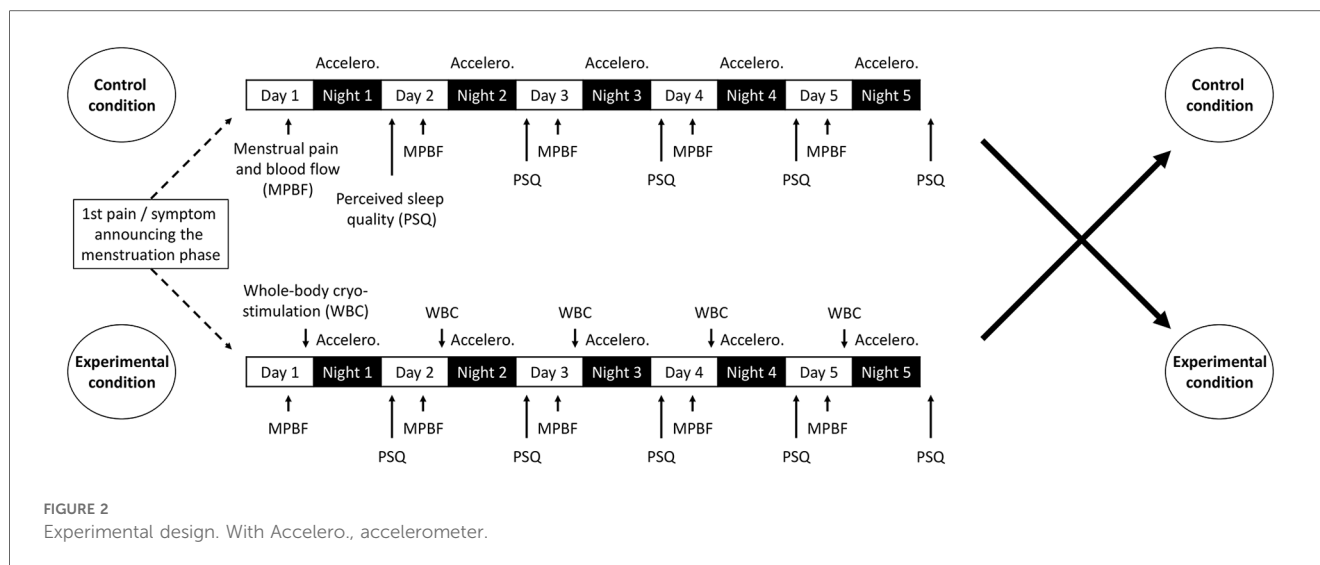 Control
condition
Accelero. Accelero. Accelero. Accelero. Accelero.
Day 1 Night 1 Day 2 Night 2 Day 3 Night 3 Day 4 Night 4 Day 5 Night 5
Menstrual pain
and blood flow
(MPBF)
MPBF MPBF MPBF MPBF
Perceived sleep
quality (PSQ)
PSQ PSQ PSQ PSQ
1st pain / symptom
announcing the
menstruation phase
Whole-body cryo-
stimulation (WBC)
WBC WBC WBC WBC
Accelero. Accelero. Accelero. Accelero. Accelero.
Experimental
condition
Day 1 Night 1 Day 2 Night 2 Day 3 Night 3 Day 4 Night 4 Day 5 Night 5
MPBF MPBF MPBF MPBF MPBF
PSQ PSQ PSQ PSQ PSQ
Control
condition
Experimental
condition
FIGURE 2
Experimental design. With Accelero., accelerometer.